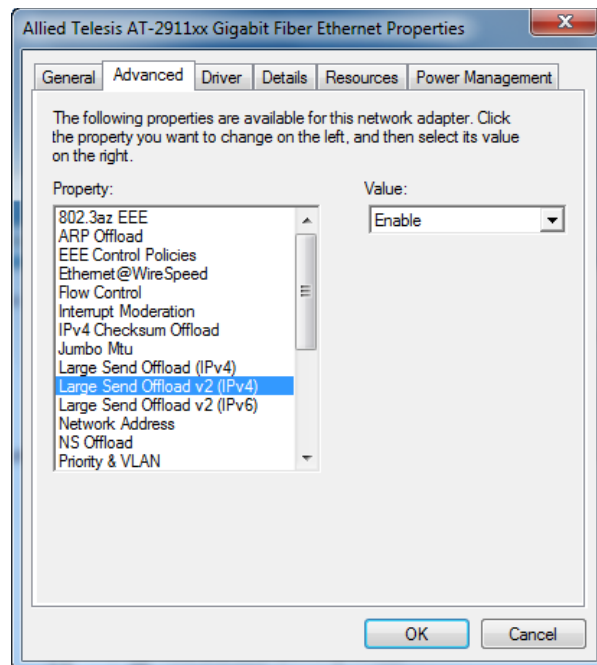 Allied Telesis AT-2911xx Gigabit Fiber Ethernet Properties
General Advanced Driver Details Resources Power Management
The following properties are available for this network adapter. Click
the property you want to change on the left, and then select its value
on the right.
Property:
Value:
802.3az EEE
ARP Offload
EEE Control Policies
Ethernet@WireSpeed
Flow Control
Interrupt Moderation
IPv4 Checksum Offload
Jumbo Mtu
Large Send Offload (IPv4)
Large Send Offload v2 (IPv4)
Large Send Offload v2 (IPv6)
Network Address
NS Offload
Priority & VLAN
Enable
OK Cancel